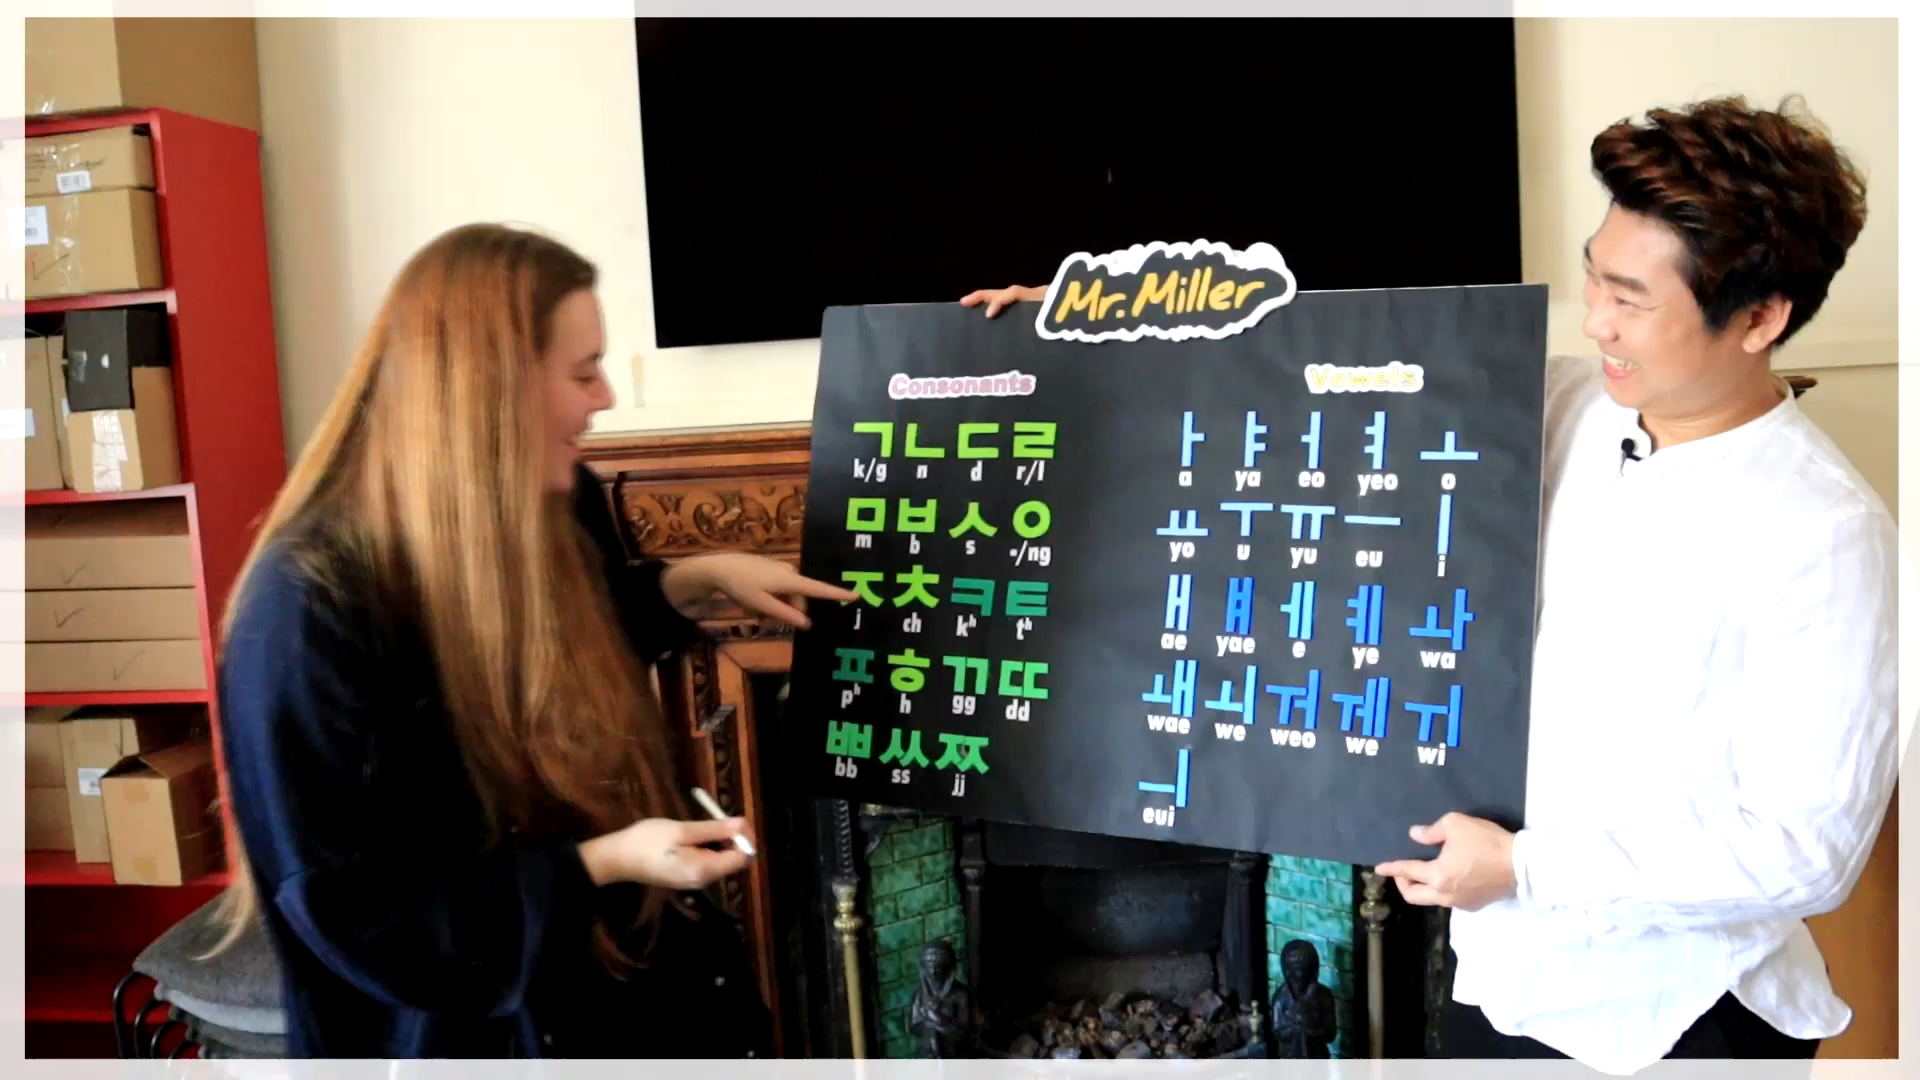 Mr. Miller
Consonants
ㄱ ㄴ ㄷ ㄹ
k/g n d r/l
ㅁ ㅂ ㅅ ㅇ
m b s -/ng
ㅈ ㅊ ㅋ ㅌ
j ch kʰ tʰ
ㅍ ㅎ ㄲ ㄸ
pʰ h gg dd
ㅃ ㅆ ㅉ
bb ss jj
Vowels
ㅏ ㅑ ㅓ ㅕ ㅗ
a ya eo yeo o
ㅛ ㅜ ㅠ ㅡ ㅣ
yo u yu eu i
ㅐ ㅒ ㅔ ㅖ ㅘ
ae yae e ye wa
ㅙ ㅚ ㅝ ㅞ ㅟ
wae we weo we wi
ㅢ
eui